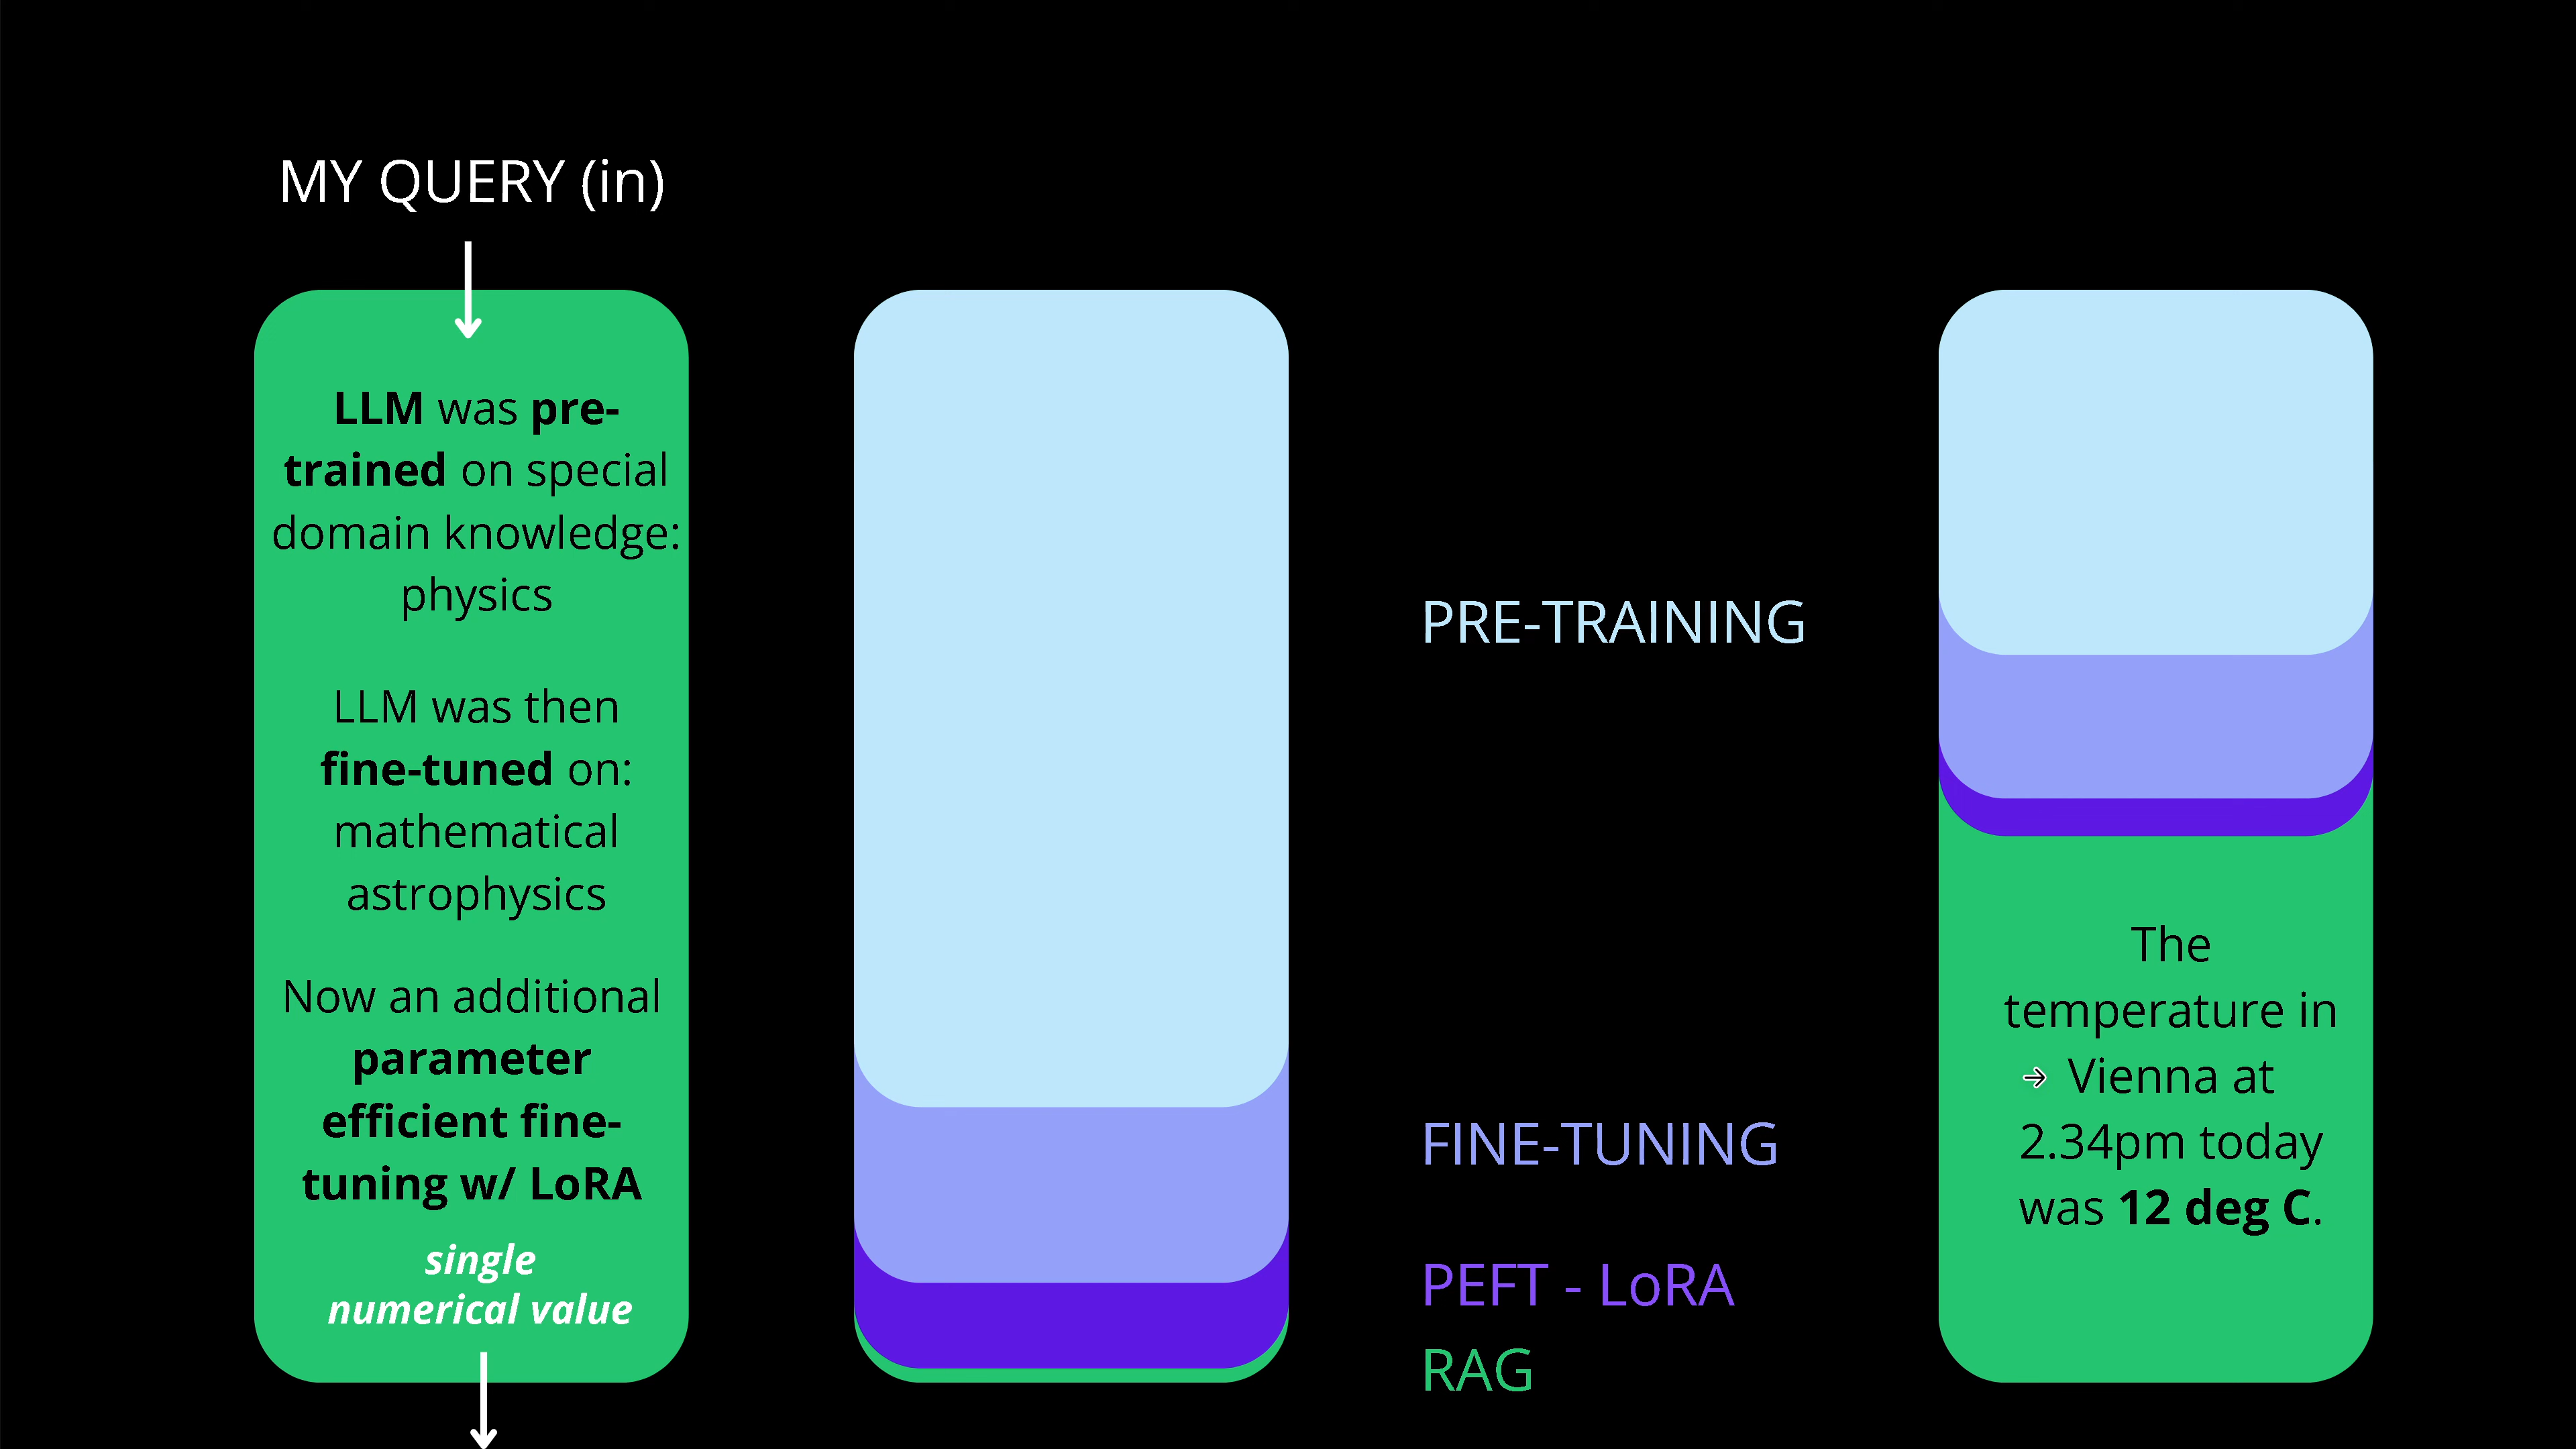 MY QUERY (in)
LLM was pre-
trained on special
domain knowledge:
physics
LLM was then
fine-tuned on:
mathematical
astrophysics
Now an additional
parameter
efficient fine-
tuning w/ LoRA
single
numerical value
PRE-TRAINING
FINE-TUNING
PEFT - LoRA
RAG
The
temperature in
Vienna at
2.34pm today
was 12 deg C.